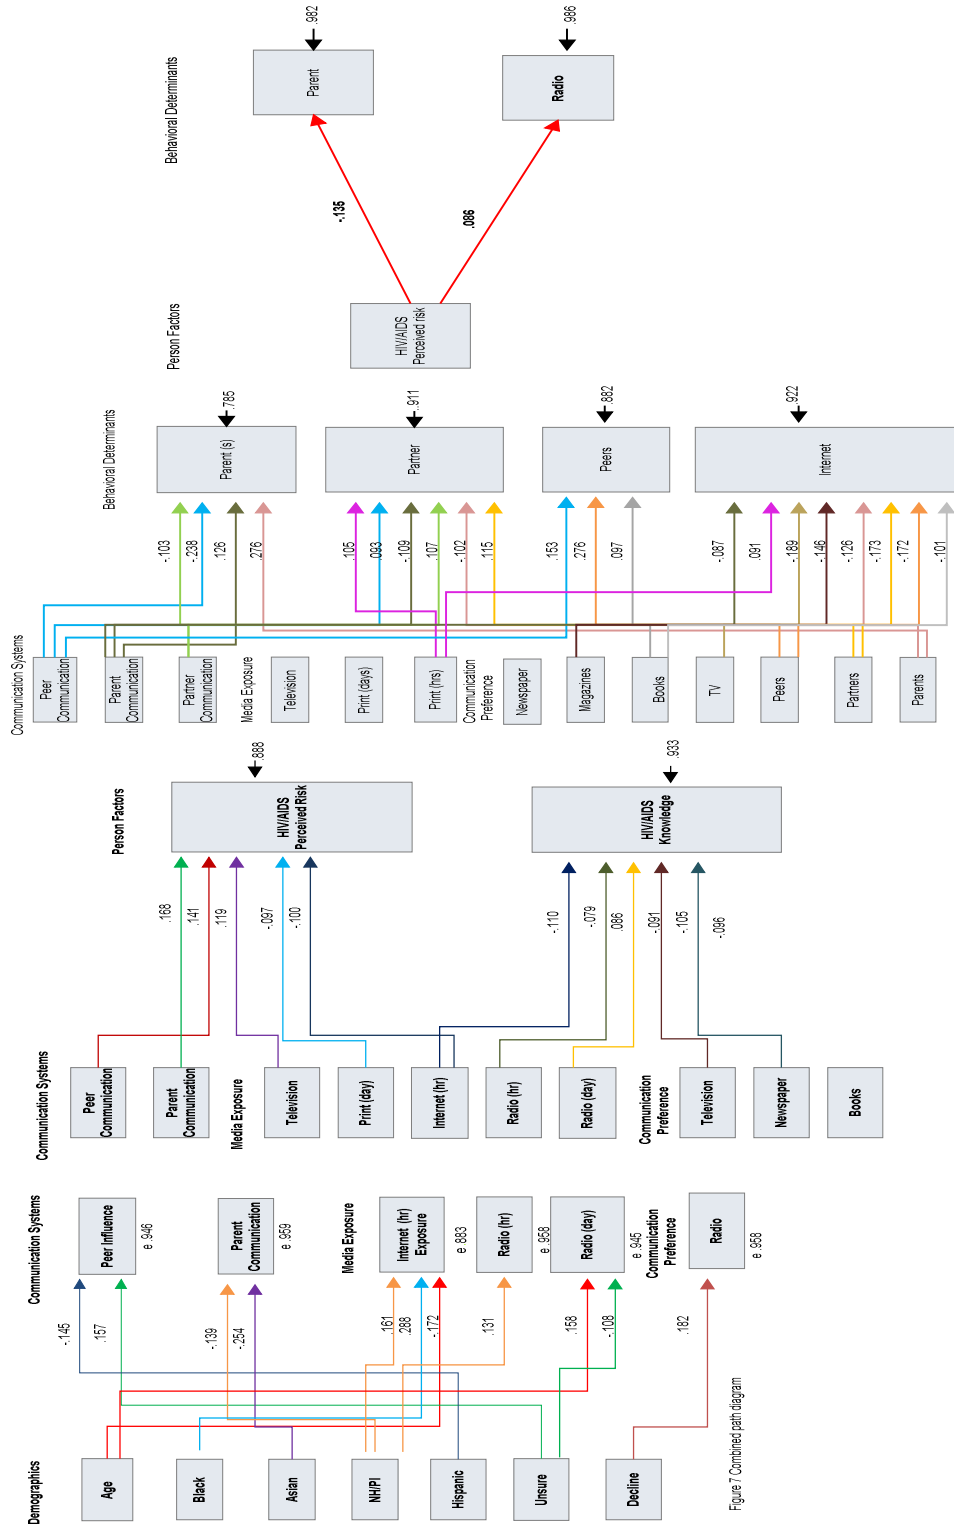 Demographics
Age
Black
Asian
NH/PI
Hispanic
Unsure
Decline
-.145
.157
-.139
-.254
.161
.288
-.172
.131
.158
-.108
.182
Communication Systems
Peer Influence
e .946
Parent
Communication
e .959
Media Exposure
Internet (hr)
Exposure
e .883
Radio (hr)
e .958
Radio (day)
e .945
Communication
Preference
Radio
e .958
Communication Systems
Peer
Communication
Parent
Communication
Media Exposure
Television
Print (day)
Internet (hr)
Radio (hr)
Radio (day)
Communication
Preference
Television
Newspaper
Books
.168
.141
.119
-.097
-.100
-.110
-.079
.086
-.091
-.105
-.096
Person Factors
HIV/AIDS
Perceived Risk
.888
HIV/AIDS
Knowledge
.933
Communication Systems
Peer
Communication
Parent
Communication
Partner
Communication
Media Exposure
Television
Print (days)
Print (hrs)
Communication
Preference
Newspaper
Magazines
Books
TV
Peers
Partners
Parents
-.103
-.238
.126
.276
.105
.093
-.109
.107
-.102
.115
.153
.276
.097
-.087
.091
-.189
-.146
-.126
-.173
-.172
-.101
Behavioral Determinants
Parent (s)
.785
Partner
.911
Peers
.882
Internet
.922
Person Factors
HIV/AIDS
Perceived risk
-.135
.086
Behavioral Determinants
Parent
.982
Radio
.986
Figure 7 Combined path diagram